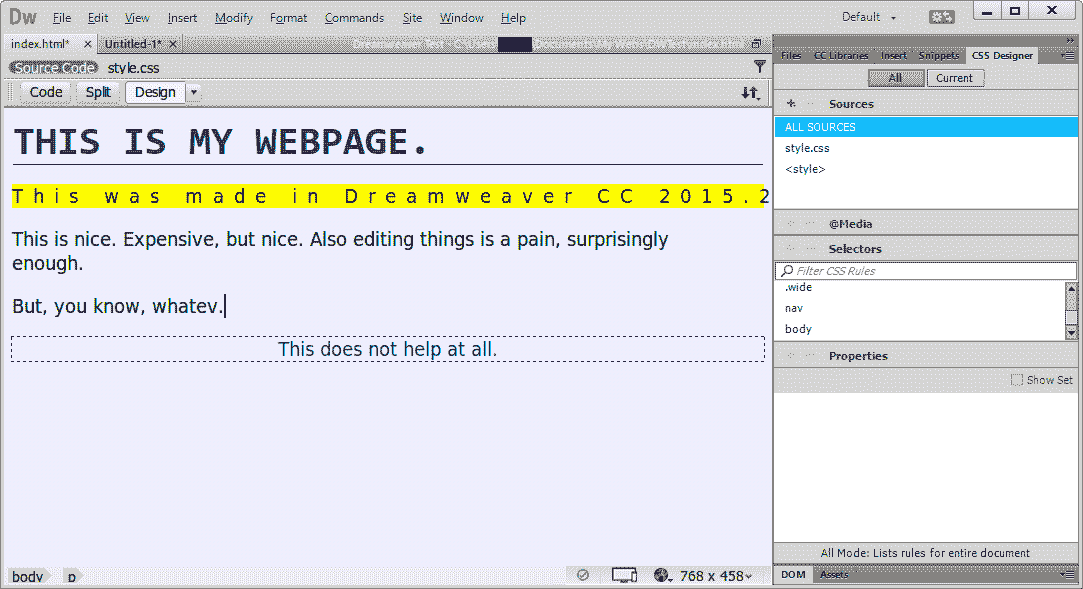 Dw File Edit View Insert Modify Format Commands Site Window Help Default
index.html* Untitled-1*
Source Code style.css
Code Split Design
THIS IS MY WEBPAGE.
This was made in Dreamweaver CC 2015.2
This is nice. Expensive, but nice. Also editing things is a pain, surprisingly
enough.
But, you know, whatev.
This does not help at all.
body p 768 x 458
Files CC Libraries Insert Snippets CSS Designer
All Current
Sources
ALL SOURCES
style.css
<style>
@Media
Selectors
Filter CSS Rules
.wide
nav
body
Properties
Show Set
All Mode: Lists rules for entire document
DOM Assets